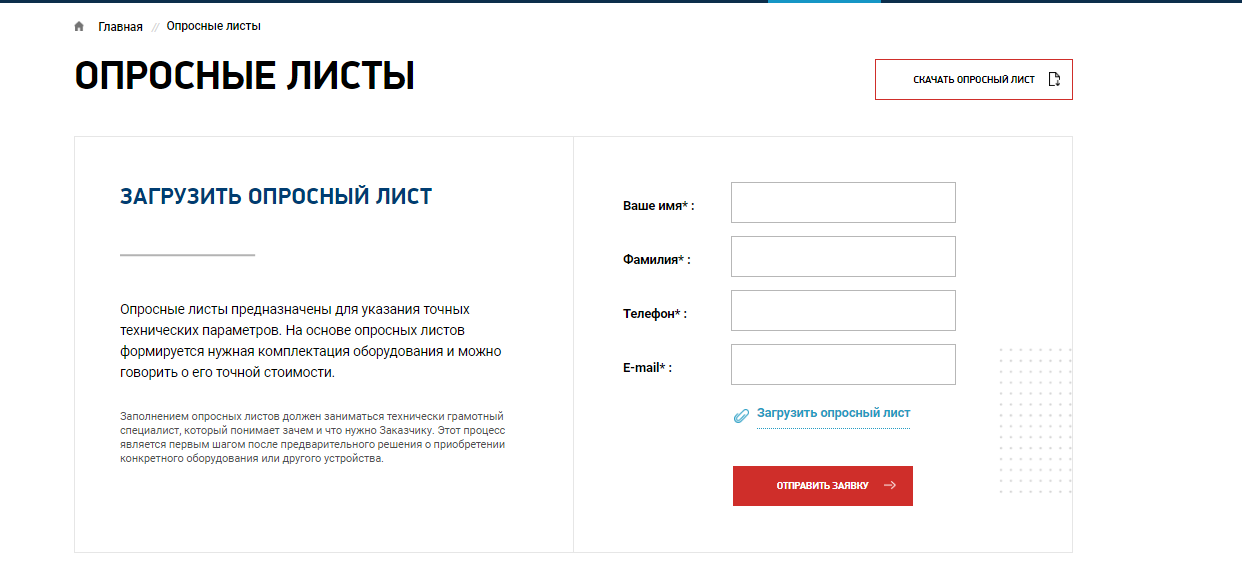 Главная // Опросные листы
ОПРОСНЫЕ ЛИСТЫ
СКАЧАТЬ ОПРОСНЫЙ ЛИСТ
ЗАГРУЗИТЬ ОПРОСНЫЙ ЛИСТ
Опросные листы предназначены для указания точных
технических параметров. На основе опросных листов
формируется нужная комплектация оборудования и можно
говорить о его точной стоимости.
Заполнением опросных листов должен заниматься технически грамотный
специалист, который понимает зачем и что нужно Заказчику. Этот процесс
является первым шагом после предварительного решения о приобретении
конкретного оборудования или другого устройства.
Ваше имя* :
Фамилия* :
Телефон* :
E-mail* :
Загрузить опросный лист
ОТПРАВИТЬ ЗАЯВКУ